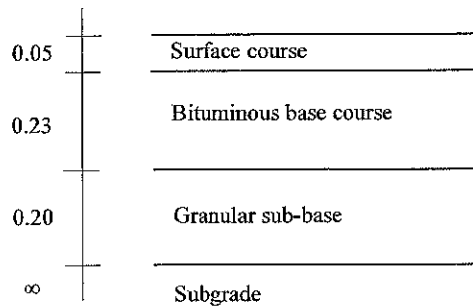 0.05 Surface course
0.23 Bituminous base course
0.20 Granular sub-base
∞ Subgrade